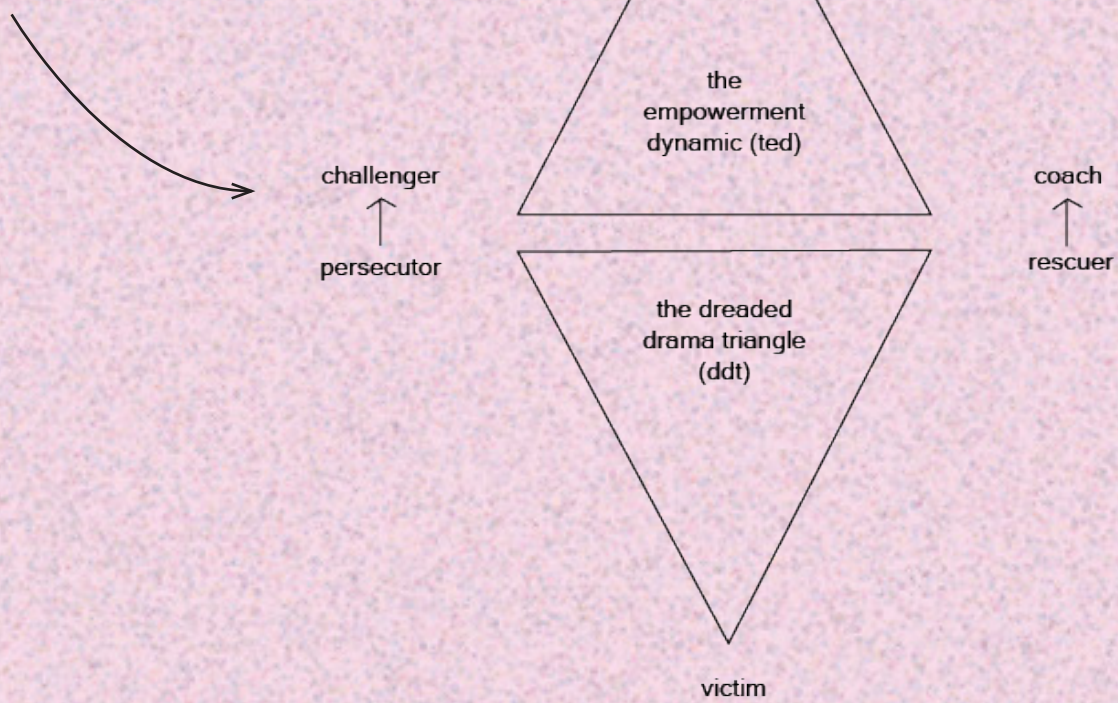 the
empowerment
dynamic (ted)
challenger
coach
persecutor
rescuer
the dreaded
drama triangle
(ddt)
victim